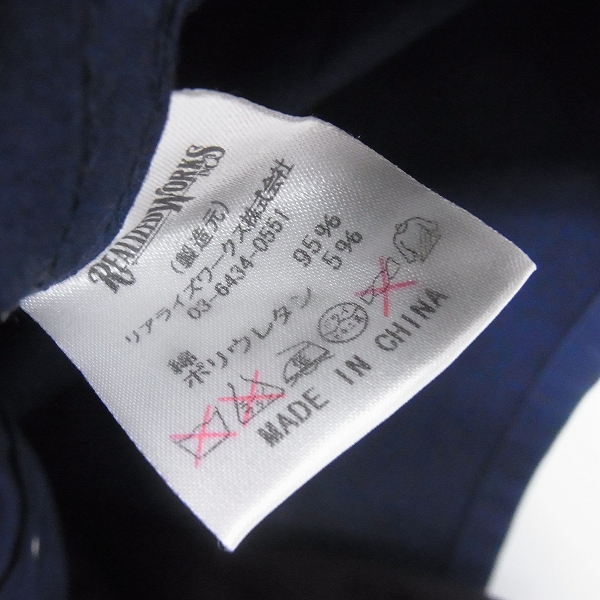 REALIZED WORKS
INC.
(製造元)
リアライズワークス株式会社
03-6434-0551
綿 95%
ポリウレタン 5%
MADE IN CHINA